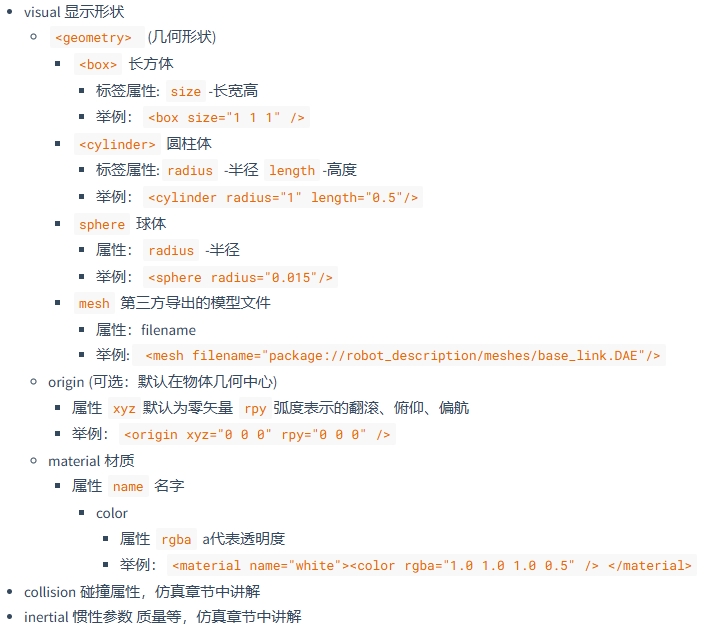 visual 显示形状
<geometry> (几何形状)
<box> 长方体
标签属性: size -长宽高
举例： <box size="1 1 1" />
<cylinder> 圆柱体
标签属性: radius -半径 length -高度
举例： <cylinder radius="1" length="0.5"/>
sphere 球体
属性： radius -半径
举例： <sphere radius="0.015"/>
mesh 第三方导出的模型文件
属性：filename
举例: <mesh filename="package://robot_description/meshes/base_link.DAE"/>
origin (可选：默认在物体几何中心)
属性 xyz 默认为零矢量 rpy 弧度表示的翻滚、俯仰、偏航
举例： <origin xyz="0 0 0" rpy="0 0 0" />
material 材质
属性 name 名字
color
属性 rgba a代表透明度
举例： <material name="white"><color rgba="1.0 1.0 1.0 0.5" /> </material>
collision 碰撞属性，仿真章节中讲解
inertial 惯性参数 质量等，仿真章节中讲解